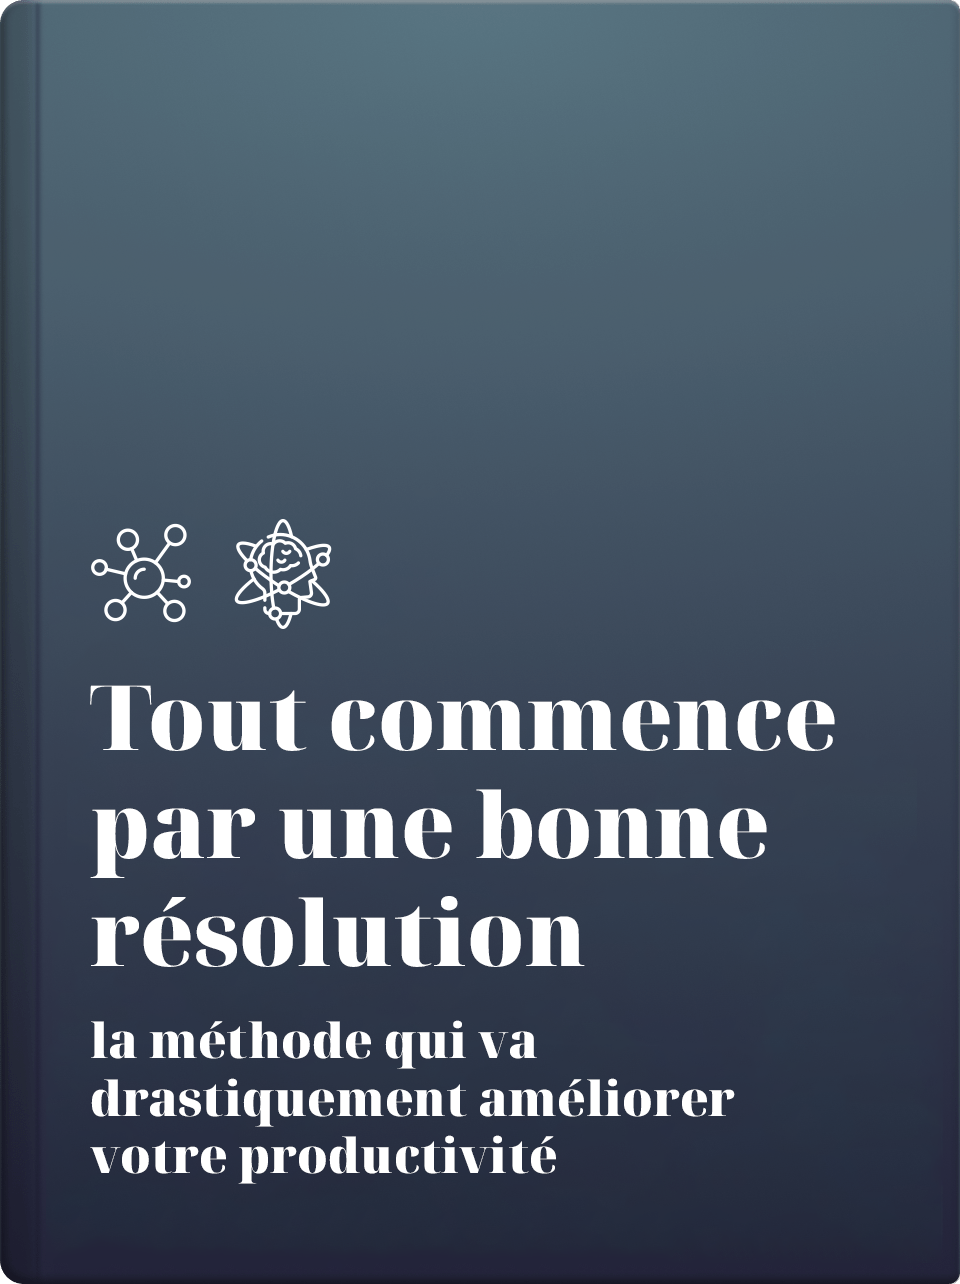 Tout commence
par une bonne
résolution
la méthode qui va
drastiquement améliorer
votre productivité